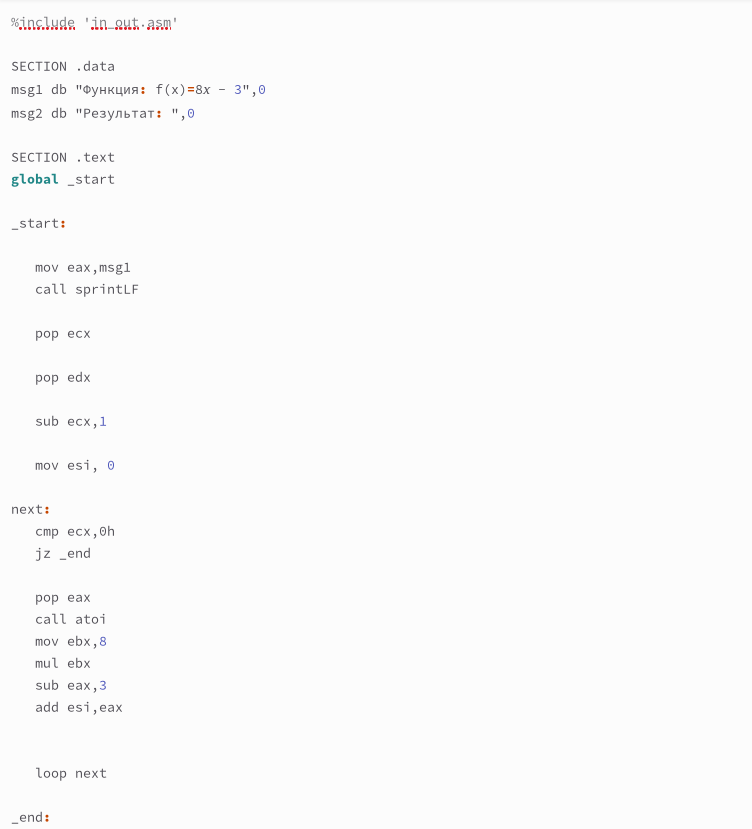 %include 'in_out.asm'
SECTION .data
msg1 db "Функция: f(x)=8x - 3",0
msg2 db "Результат: ",0
SECTION .text
global _start
_start:
mov eax,msg1
call sprintLF
pop ecx
pop edx
sub ecx,1
mov esi, 0
next:
cmp ecx,0h
jz _end
pop eax
call atoi
mov ebx,8
mul ebx
sub eax,3
add esi,eax
loop next
_end: